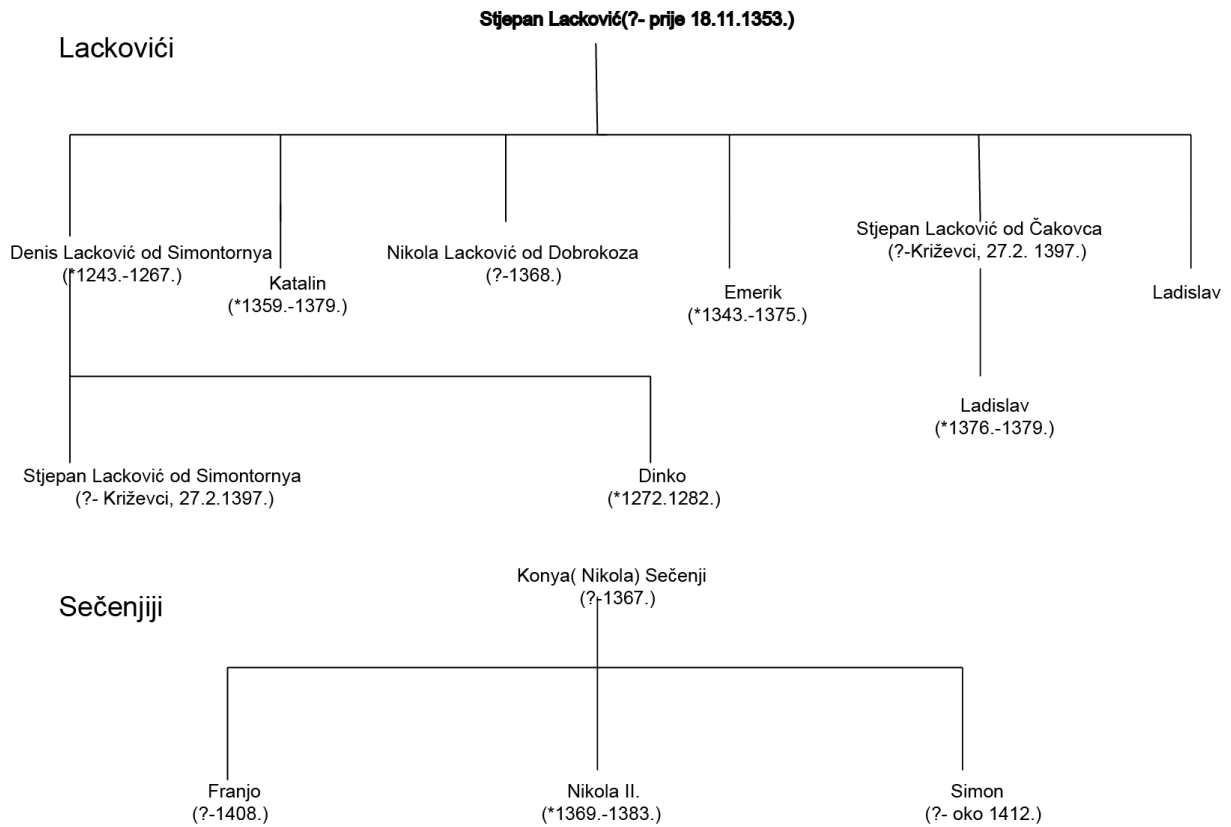 Stjepan Lacković(?- prije 18.11.1353.)
Lackovići
Denis Lacković od Simontornya
(*1243.-1267.)
Katalin
(*1359.-1379.)
Nikola Lacković od Dobrokoza
(?-1368.)
Emerik
(*1343.-1375.)
Stjepan Lacković od Čakovca
(?-Križevci, 27.2. 1397.)
Ladislav
Ladislav
(*1376.-1379.)
Stjepan Lacković od Simontornya
(?- Križevci, 27.2.1397.)
Dinko
(*1272.1282.)
Konya( Nikola) Sečenji
(?-1367.)
Sečenjiji
Franjo
(?-1408.)
Nikola II.
(*1369.-1383.)
Simon
(?- oko 1412.)